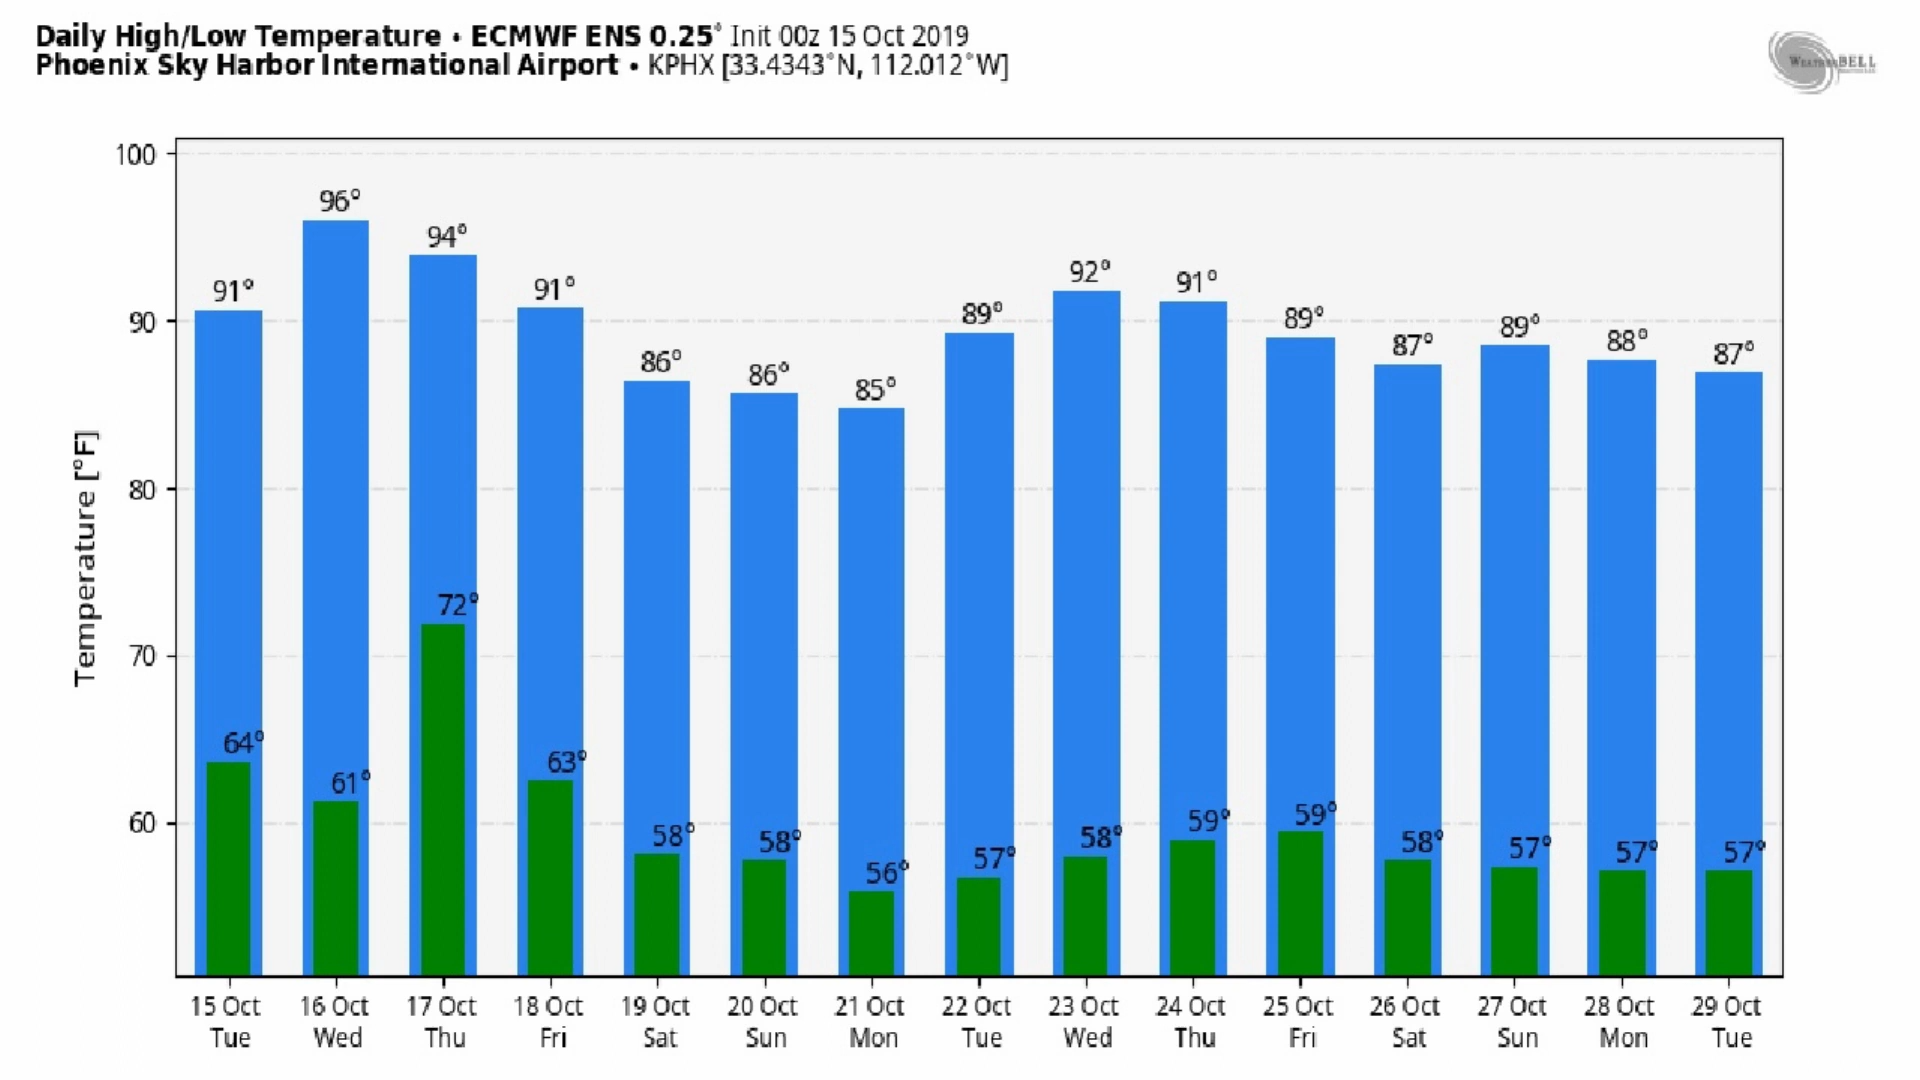 Daily High/Low Temperature • ECMWF ENS 0.25° Init 00z 15 Oct 2019
Phoenix Sky Harbor International Airport • KPHX [33.4343°N, 112.012°W]
WeatherBELL
Temperature [°F]
100
90
80
70
60
91° 96° 94° 91° 86° 86° 85° 89° 92° 91° 89° 87° 89° 88° 87°
64° 61° 72° 63° 58° 58° 56° 57° 58° 59° 59° 58° 57° 57° 57°
15 Oct 16 Oct 17 Oct 18 Oct 19 Oct 20 Oct 21 Oct 22 Oct 23 Oct 24 Oct 25 Oct 26 Oct 27 Oct 28 Oct 29 Oct
Tue Wed Thu Fri Sat Sun Mon Tue Wed Thu Fri Sat Sun Mon Tue